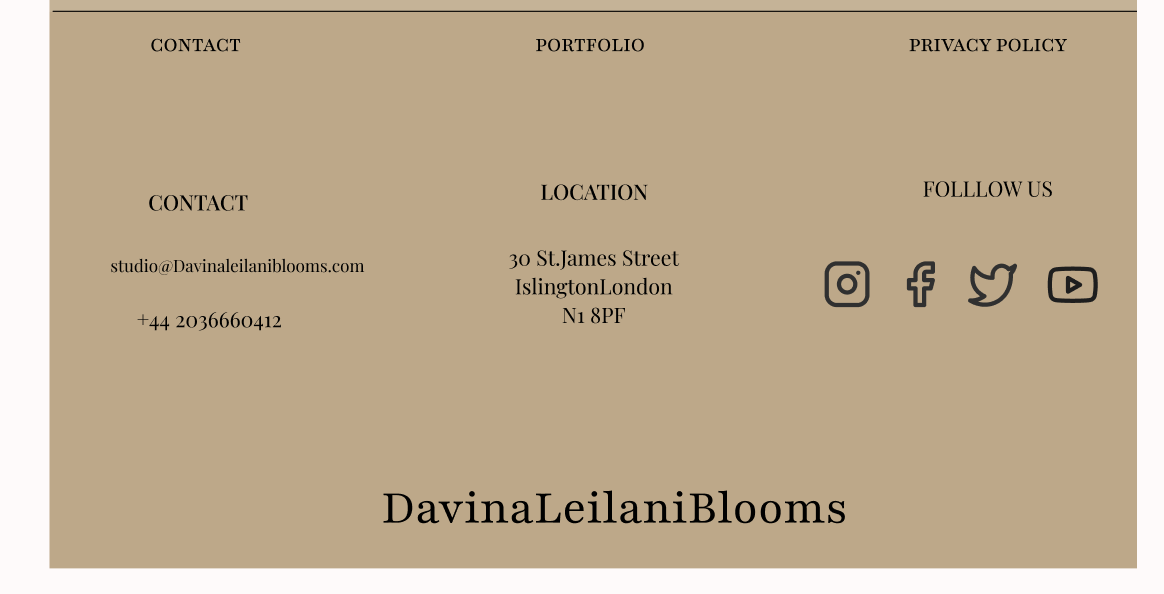 CONTACT
PORTFOLIO
PRIVACY POLICY
CONTACT
studio@Davinaleilaniblooms.com
+44 2036660412
LOCATION
30 St.James Street
IslingtonLondon
N1 8PF
FOLLLOW US
DavinaLeilaniBlooms